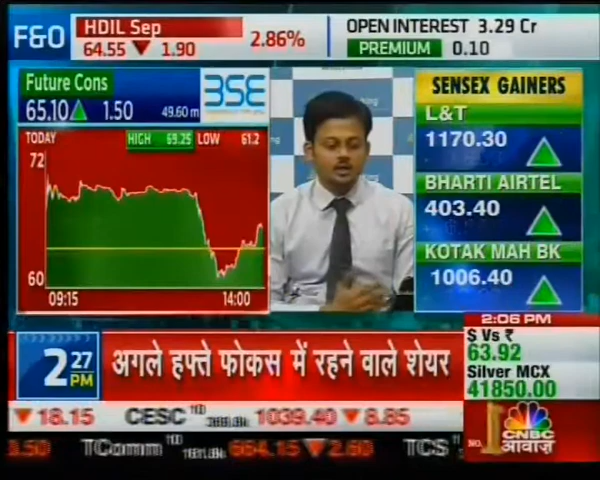 F&O
HDIL Sep
64.55 ▼ 1.90
2.86%
OPEN INTEREST 3.29 Cr
PREMIUM 0.10
Future Cons
65.10 ▲ 1.50
49.60 m
BSE
TODAY
HIGH 69.25 LOW 61.2
72
60
09:15
14:00
SENSEX GAINERS
L&T
1170.30 ▲
BHARTI AIRTEL
403.40 ▲
KOTAK MAH BK
1006.40 ▲
2:27 PM
अगले हफ्ते फोकस में रहने वाले शेयर
2:06 PM
$ Vs ₹
63.92
Silver MCX
41850.00
▼ 18.15 CESC 1039.40 ▼ 8.85
3.50 TComm 664.15 ▼ 2.60 TCS
NO. 1
CNBC
आवाज़